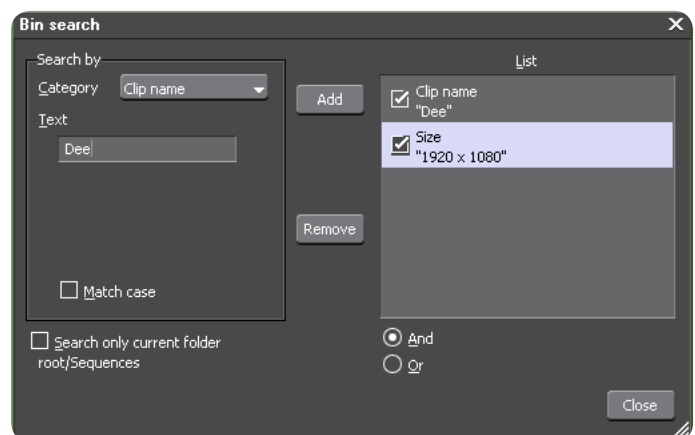 Bin search
Search by
Category Clip name
Text
Dee
Match case
Search only current folder
root/Sequences
Add
Remove
List
Clip name
"Dee"
Size
"1920 x 1080"
And
Or
Close